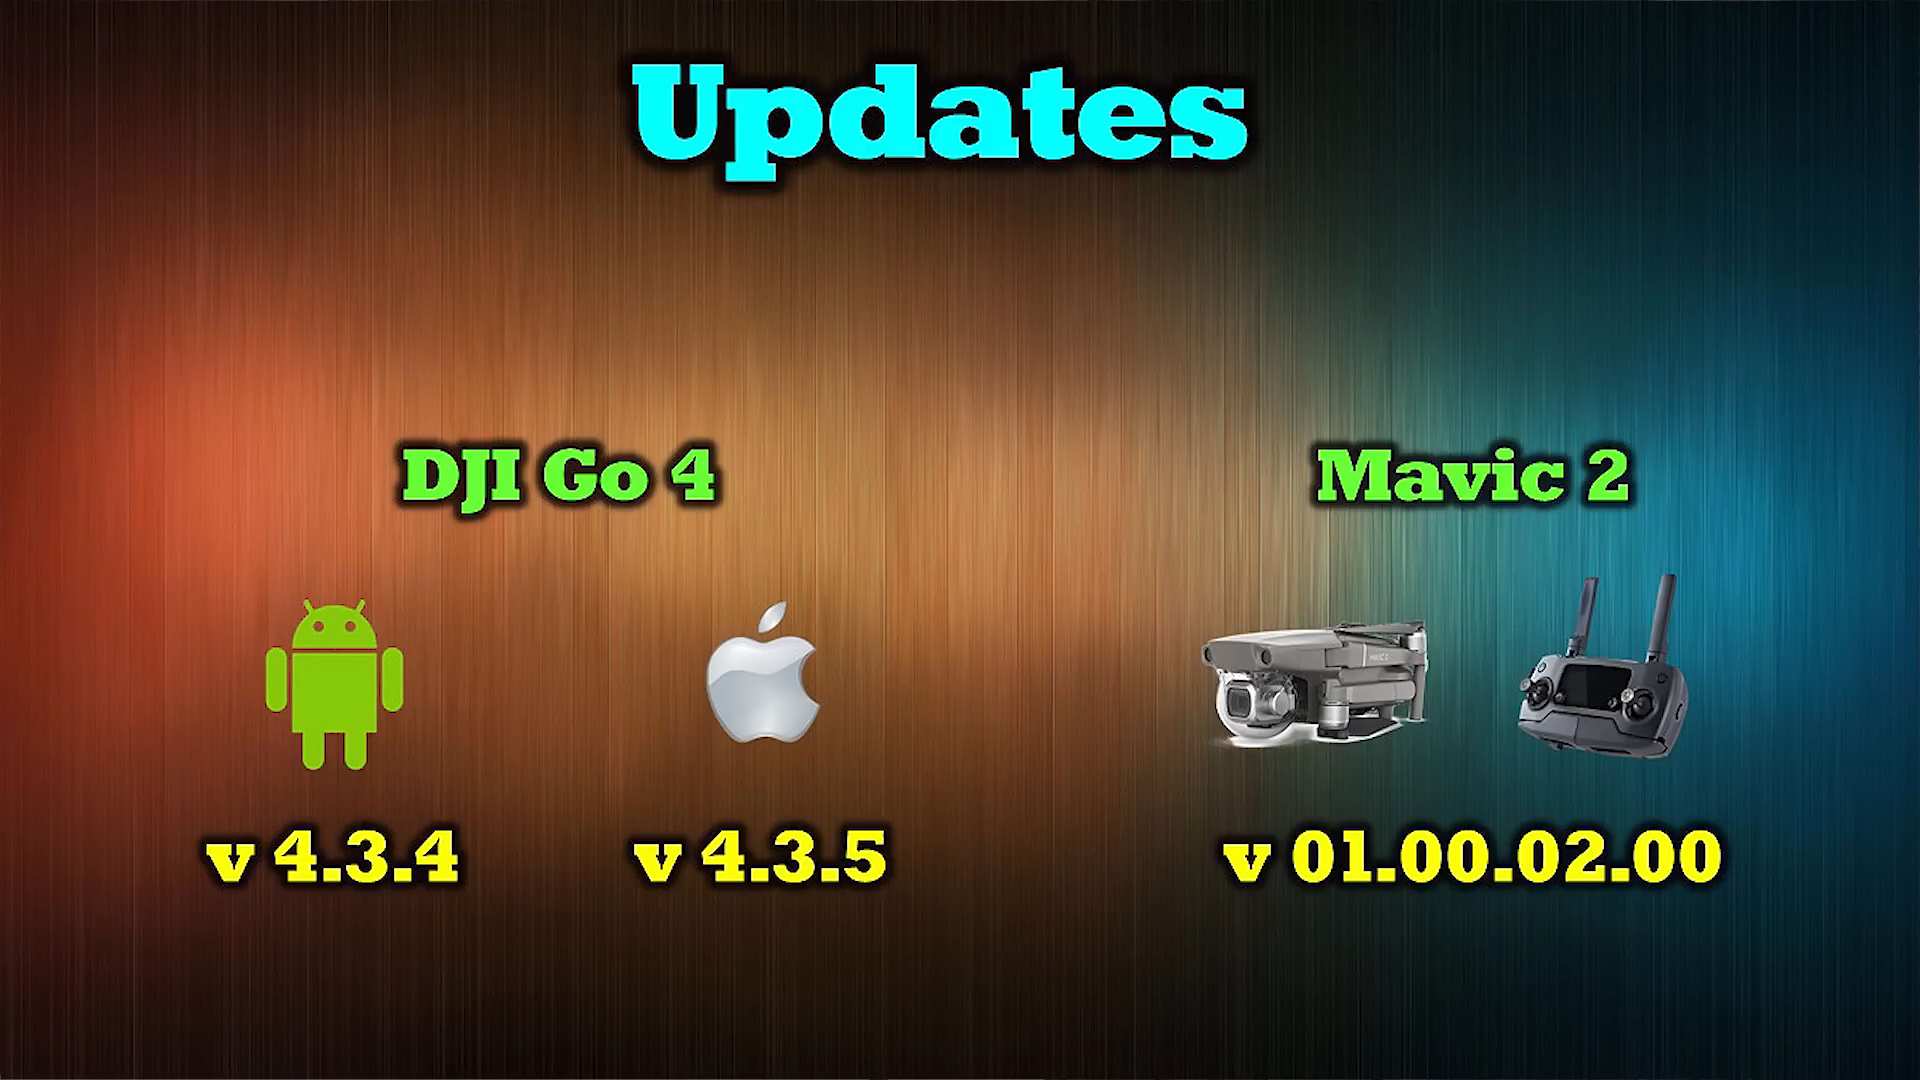 Updates
DJI Go 4
Mavic 2
v 4.3.4
v 4.3.5
v 01.00.02.00